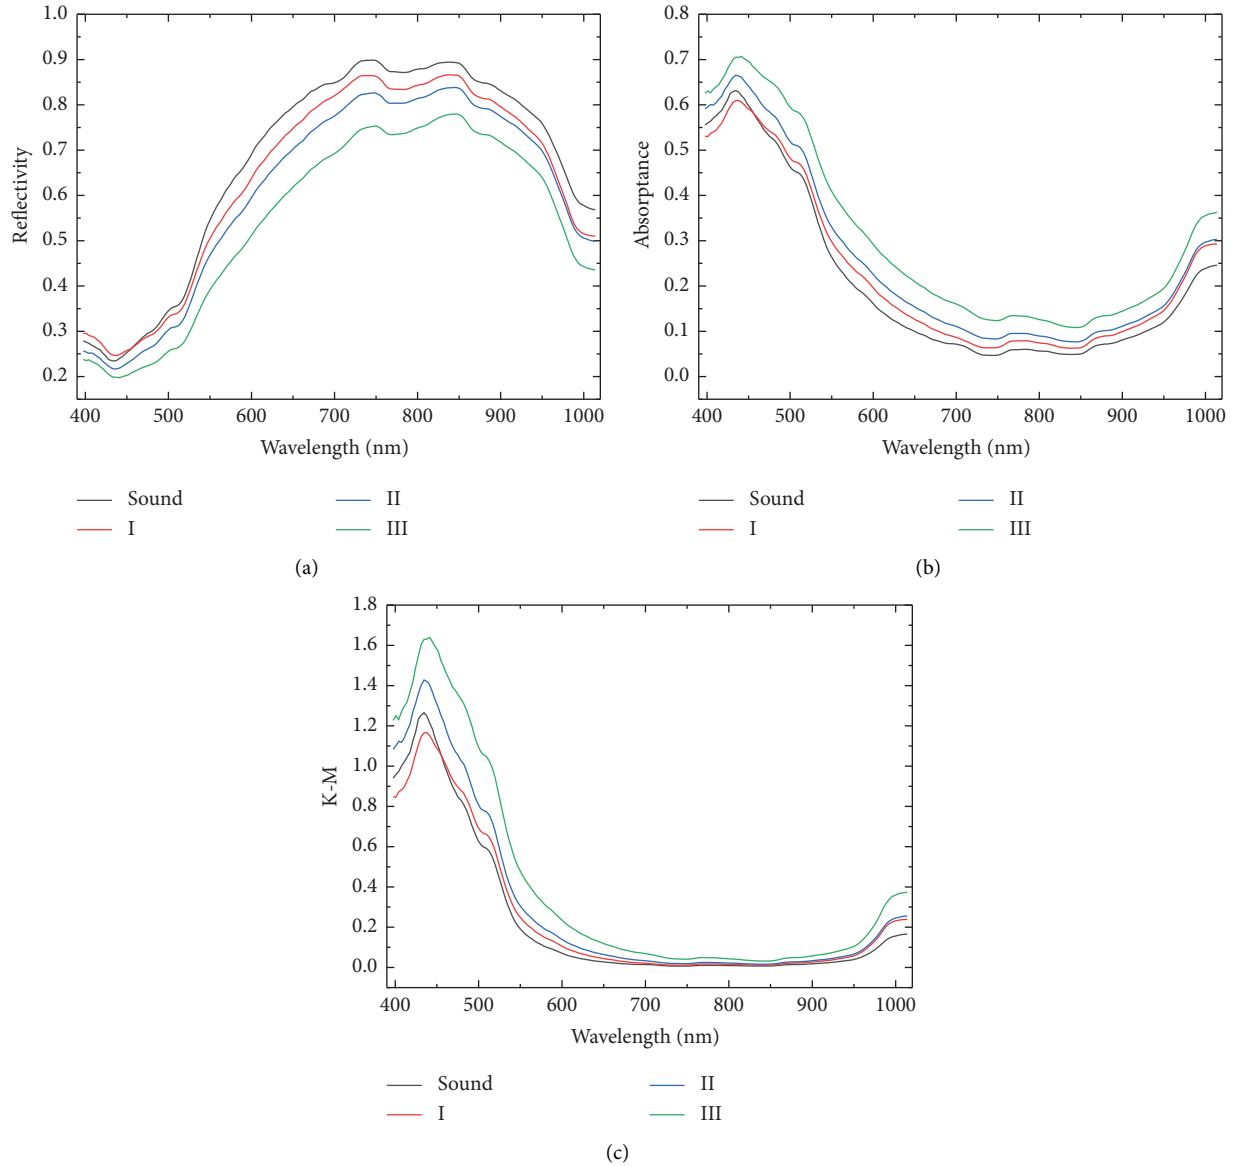 1.0
0.9
0.8
0.7
0.6
0.5
0.4
0.3
0.2
Reflectivity
400 500 600 700 800 900 1000
Wavelength (nm)
Sound II
I III
(a)
0.8
0.7
0.6
0.5
0.4
0.3
0.2
0.1
0.0
Absorptance
400 500 600 700 800 900 1000
Wavelength (nm)
Sound II
I III
(b)
1.8
1.6
1.4
1.2
1.0
0.8
0.6
0.4
0.2
0.0
K-M
400 500 600 700 800 900 1000
Wavelength (nm)
Sound II
I III
(c)